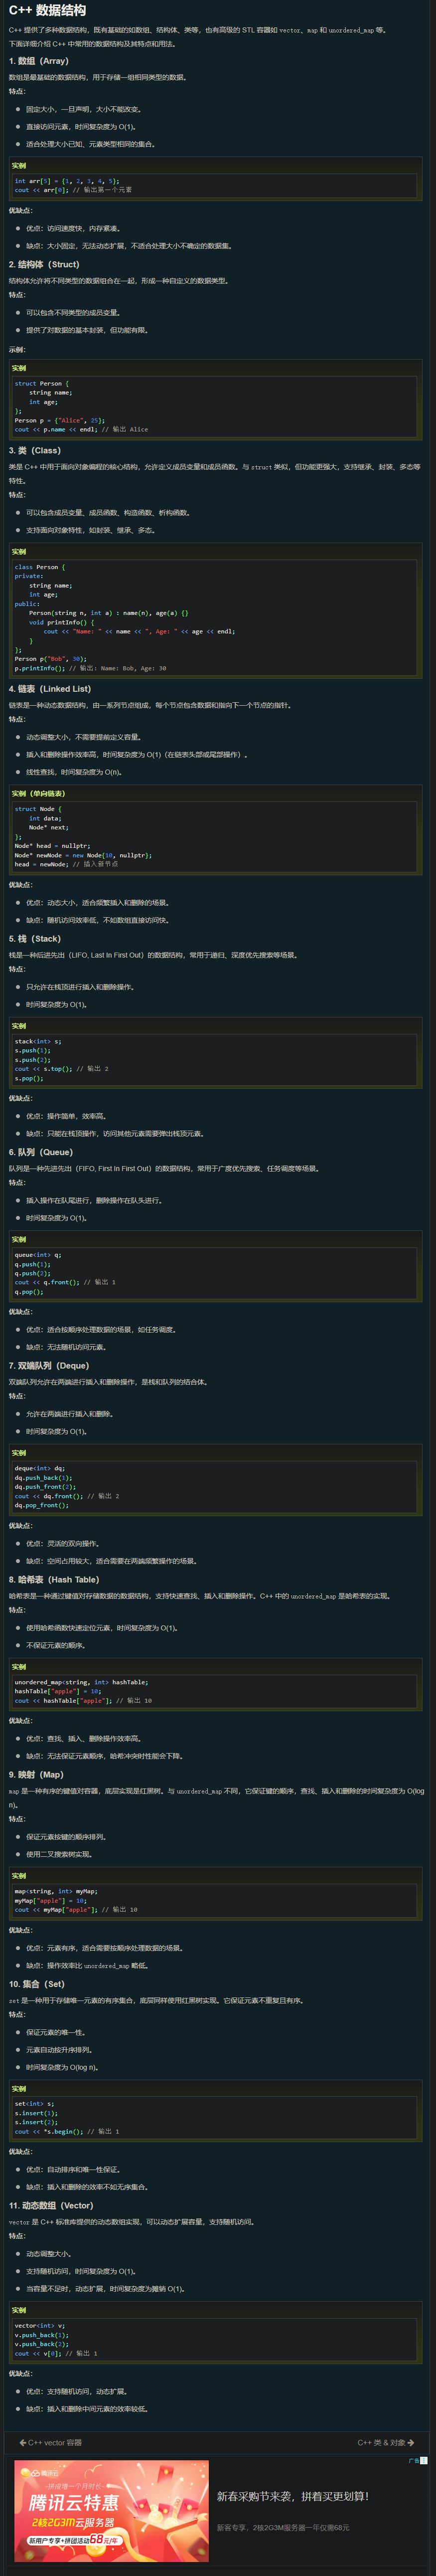 C++ 数据结构
C++ 提供了多种数据结构，既有基础的如数组、结构体、类等，也有高级的 STL 容器如 vector、map 和 unordered_map 等。
下面详细介绍 C++ 中常用的数据结构及其特点和用法。
1. 数组（Array）
数组是最基础的数据结构，用于存储一组相同类型的数据。
特点：
固定大小，一旦声明，大小不能改变。
直接访问元素，时间复杂度为 O(1)。
适合处理大小已知、元素类型相同的集合。
实例
int arr[5] = {1, 2, 3, 4, 5};
cout << arr[0]; // 输出第一个元素
优缺点：
优点：访问速度快，内存紧凑。
缺点：大小固定，无法动态扩展，不适合处理大小不确定的数据集。
2. 结构体（Struct）
结构体允许将不同类型的数据组合在一起，形成一种自定义的数据类型。
特点：
可以包含不同类型的成员变量。
提供了对数据的基本封装，但功能有限。
示例：
实例
struct Person {
    string name;
    int age;
};
Person p = {"Alice", 25};
cout << p.name << endl; // 输出 Alice
3. 类（Class）
类是 C++ 中用于面向对象编程的核心结构，允许定义成员变量和成员函数。与 struct 类似，但功能更强大，支持继承、封装、多态等
特性。
特点：
可以包含成员变量、成员函数、构造函数、析构函数。
支持面向对象特性，如封装、继承、多态。
实例
class Person {
private:
    string name;
    int age;
public:
    Person(string n, int a) : name(n), age(a) {}
    void printInfo() {
        cout << "Name: " << name << ", Age: " << age << endl;
    }
};
Person p("Bob", 30);
p.printInfo(); // 输出: Name: Bob, Age: 30
4. 链表（Linked List）
链表是一种动态数据结构，由一系列节点组成，每个节点包含数据和指向下一个节点的指针。
特点：
动态调整大小，不需要提前定义容量。
插入和删除操作效率高，时间复杂度为 O(1)（在链表头部或尾部操作）。
线性查找，时间复杂度为 O(n)。
实例（单向链表）
struct Node {
    int data;
    Node* next;
};
Node* head = nullptr;
Node* newNode = new Node{10, nullptr};
head = newNode; // 插入新节点
优缺点：
优点：动态大小，适合频繁插入和删除的场景。
缺点：随机访问效率低，不如数组直接访问快。
5. 栈（Stack）
栈是一种后进先出（LIFO, Last In First Out）的数据结构，常用于递归、深度优先搜索等场景。
特点：
只允许在栈顶进行插入和删除操作。
时间复杂度为 O(1)。
实例
stack<int> s;
s.push(1);
s.push(2);
cout << s.top(); // 输出 2
s.pop();
优缺点：
优点：操作简单，效率高。
缺点：只能在栈顶操作，访问其他元素需要弹出栈顶元素。
6. 队列（Queue）
队列是一种先进先出（FIFO, First In First Out）的数据结构，常用于广度优先搜索、任务调度等场景。
特点：
插入操作在队尾进行，删除操作在队头进行。
时间复杂度为 O(1)。
实例
queue<int> q;
q.push(1);
q.push(2);
cout << q.front(); // 输出 1
q.pop();
优缺点：
优点：适合按顺序处理数据的场景，如任务调度。
缺点：无法随机访问元素。
7. 双端队列（Deque）
双端队列允许在两端进行插入和删除操作，是栈和队列的结合体。
特点：
允许在两端进行插入和删除。
时间复杂度为 O(1)。
实例
deque<int> dq;
dq.push_back(1);
dq.push_front(2);
cout << dq.front(); // 输出 2
dq.pop_front();
优缺点：
优点：灵活的双向操作。
缺点：空间占用较大，适合需要在两端频繁操作的场景。
8. 哈希表（Hash Table）
哈希表是一种通过键值对存储数据的数据结构，支持快速查找、插入和删除操作。C++ 中的 unordered_map 是哈希表的实现。
特点：
使用哈希函数快速定位元素，时间复杂度为 O(1)。
不保证元素的顺序。
实例
unordered_map<string, int> hashTable;
hashTable["apple"] = 10;
cout << hashTable["apple"]; // 输出 10
优缺点：
优点：查找、插入、删除操作效率高。
缺点：无法保证元素顺序，哈希冲突时性能会下降。
9. 映射（Map）
map 是一种有序的键值对容器，底层实现是红黑树。与 unordered_map 不同，它保证键的顺序，查找、插入和删除的时间复杂度为 O(log
n)。
特点：
保证元素按键的顺序排列。
使用二叉搜索树实现。
实例
map<string, int> myMap;
myMap["apple"] = 10;
cout << myMap["apple"]; // 输出 10
优缺点：
优点：元素有序，适合需要按顺序处理数据的场景。
缺点：操作效率比 unordered_map 略低。
10. 集合（Set）
set 是一种用于存储唯一元素的有序集合，底层同样使用红黑树实现。它保证元素不重复且有序。
特点：
保证元素的唯一性。
元素自动按升序排列。
时间复杂度为 O(log n)。
实例
set<int> s;
s.insert(1);
s.insert(2);
cout << *s.begin(); // 输出 1
优缺点：
优点：自动排序和唯一性保证。
缺点：插入和删除的效率不如无序集合。
11. 动态数组（Vector）
vector 是 C++ 标准库提供的动态数组实现，可以动态扩展容量，支持随机访问。
特点：
动态调整大小。
支持随机访问，时间复杂度为 O(1)。
当容量不足时，动态扩展，时间复杂度为摊销 O(1)。
实例
vector<int> v;
v.push_back(1);
v.push_back(2);
cout << v[0]; // 输出 1
优缺点：
优点：支持随机访问，动态扩展。
缺点：插入和删除中间元素的效率较低。
C++ vector 容器
C++ 类 & 对象
广告
腾讯云
拼成爆一个月时长
腾讯云特惠
2核2G3M云服务器
新用户专享+拼团活动68元/年
新春采购节来袭，拼着买更划算！
新客专享，2核2G3M服务器一年仅需68元